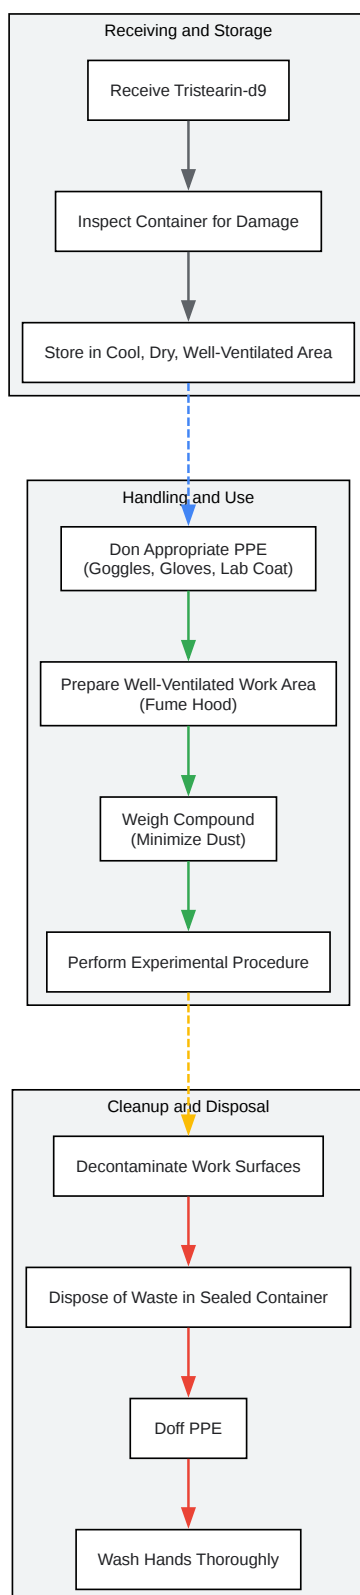 Receiving and Storage
Receive Tristearin-d9
Inspect Container for Damage
Store in Cool, Dry, Well-Ventilated Area
Handling and Use
Don Appropriate PPE
(Goggles, Gloves, Lab Coat)
Prepare Well-Ventilated Work Area
(Fume Hood)
Weigh Compound
(Minimize Dust)
Perform Experimental Procedure
Cleanup and Disposal
Decontaminate Work Surfaces
Dispose of Waste in Sealed Container
Doff PPE
Wash Hands Thoroughly